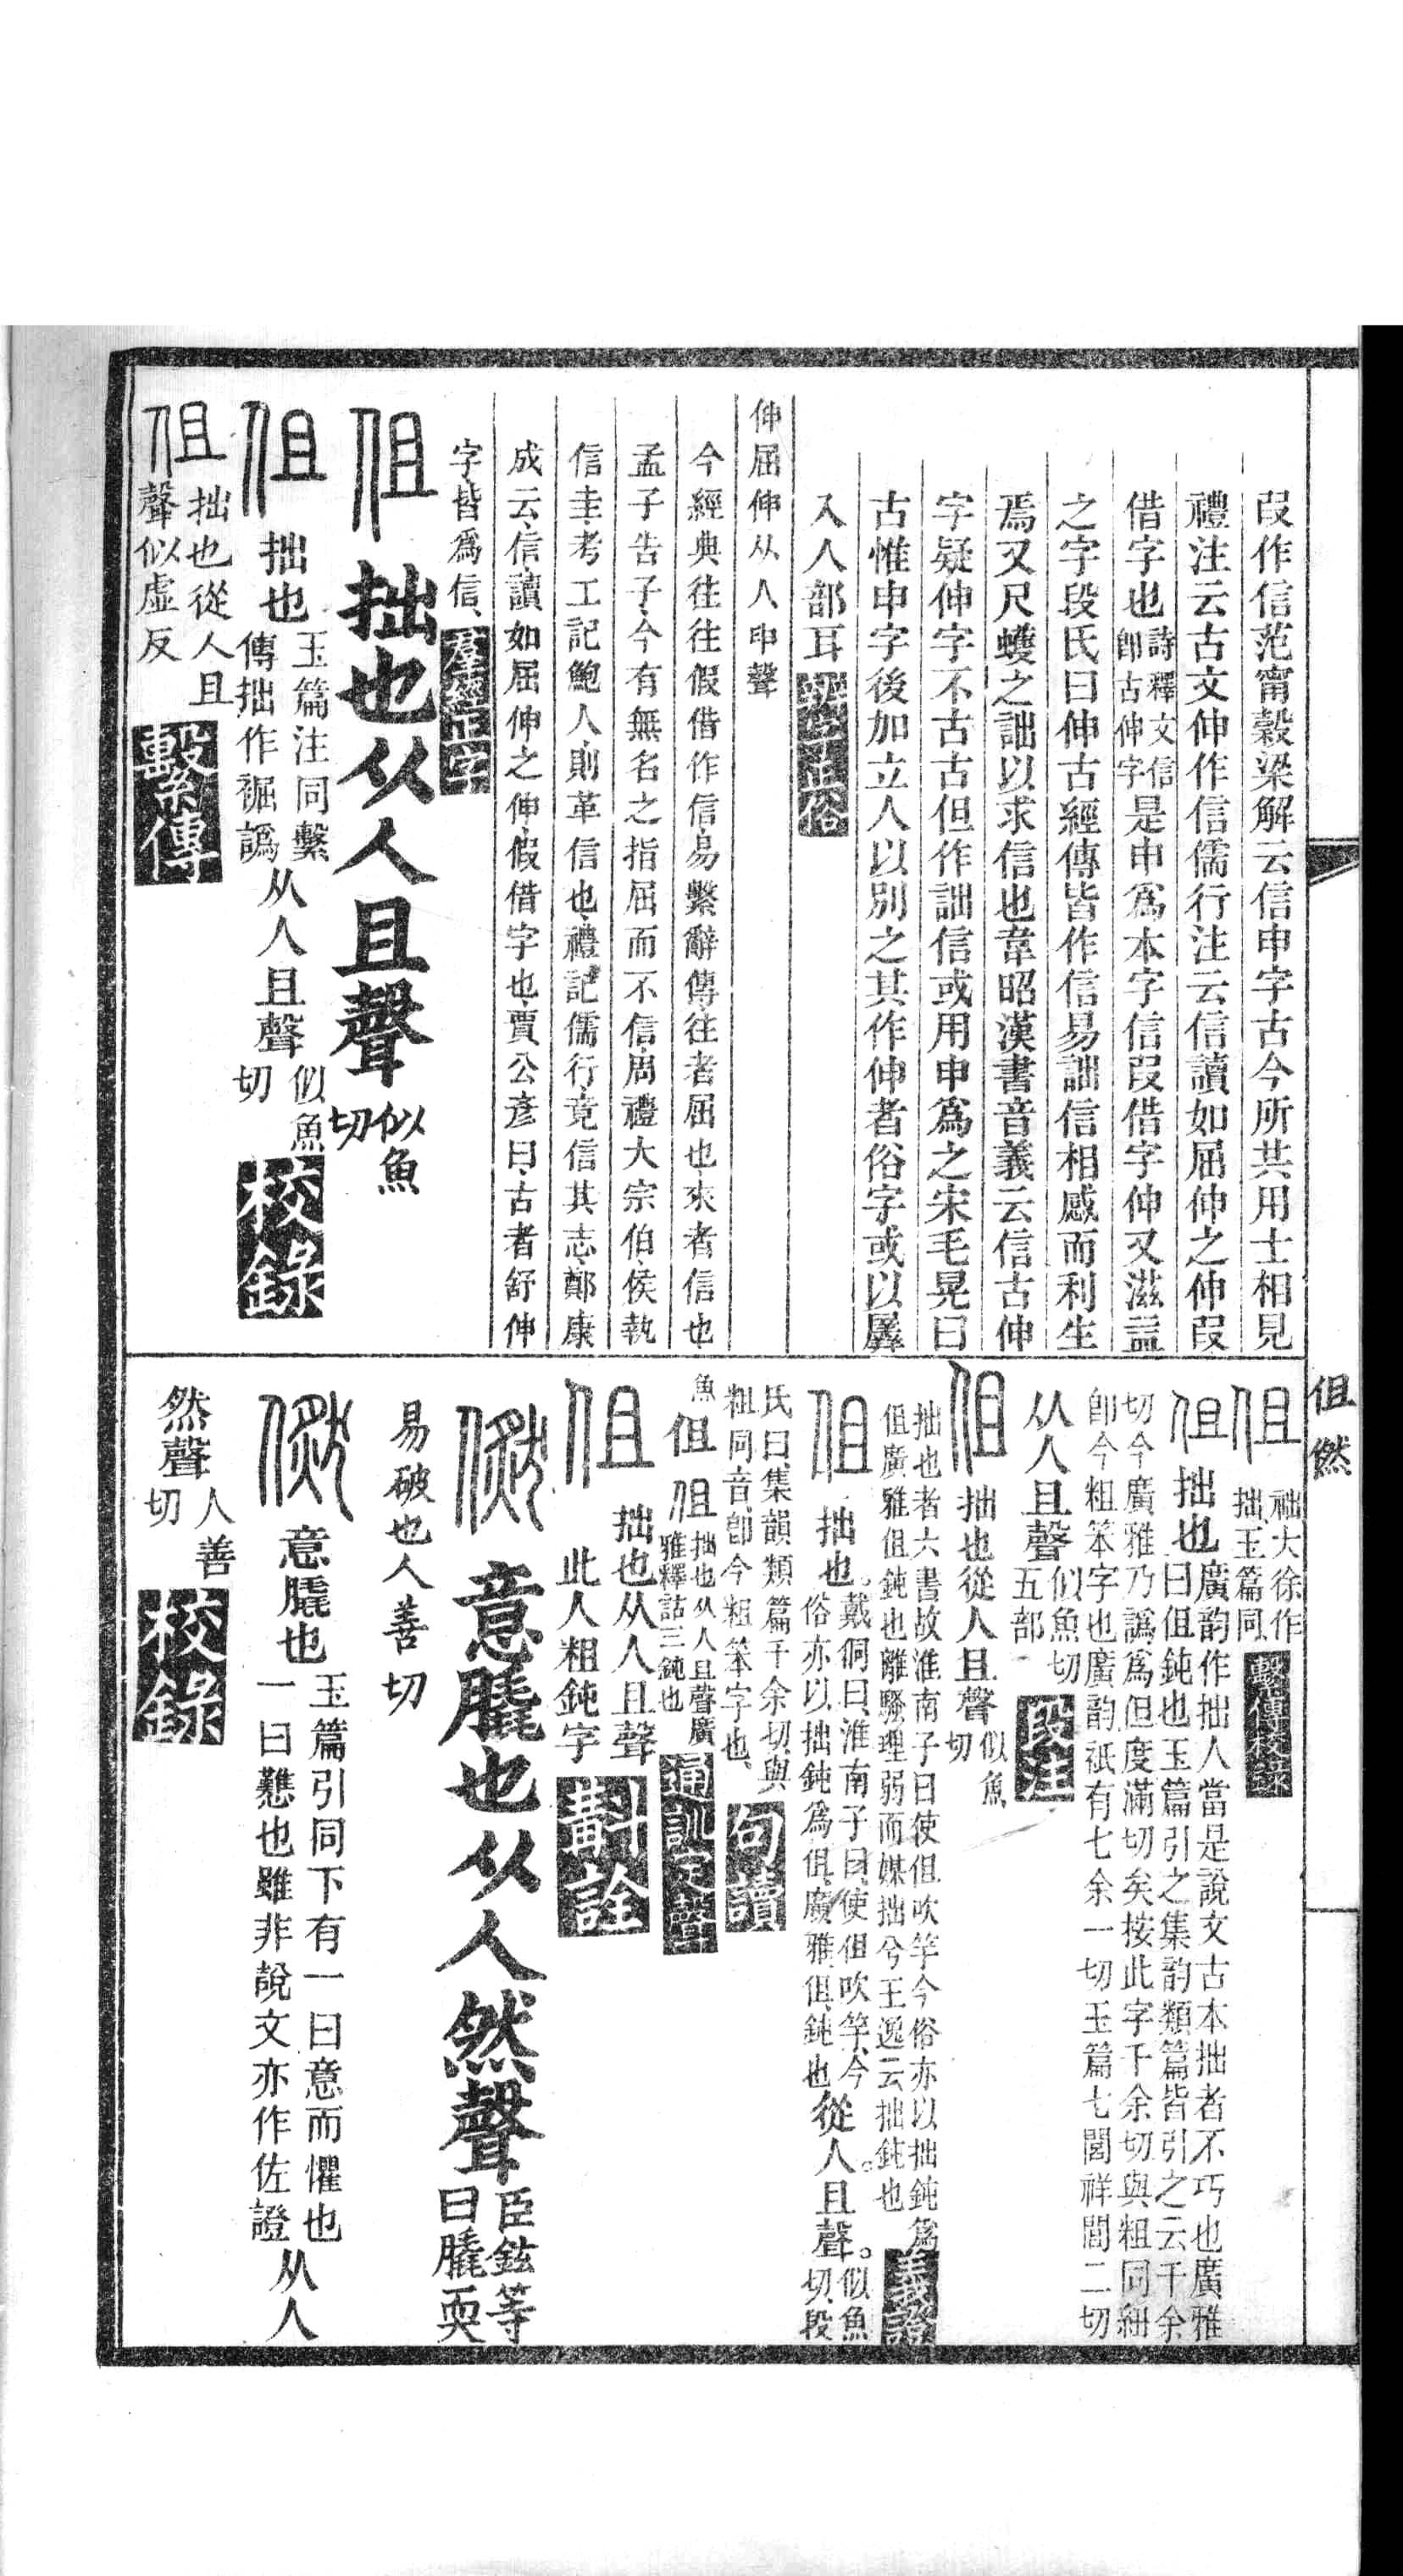 叚作信范甯穀梁解云信申字古今所共用士相見
禮注云古文伸作信儒行注云信讀如屈伸之伸叚
借字也詩釋文信即古伸字是申爲本字信叚借字伸又滋益
之字段氏曰伸古經傳皆作信易詘信相感而利生
焉又尺蠖之詘以求信也韋昭漢書音義云信古伸
字疑伸字不古古但作詘信或用申爲之宋毛晃曰
古惟申字後加立人以別之其作伸者俗字或以羼
入人部耳
伸屈伸从人申聲
今經典往往假借作信易繫辭傳往者屈也來者信也
孟子告子今有無名之指屈而不信周禮大宗伯侯執
信圭考工記鮑人則革信也禮記儒行竟信其志鄭康
成云信讀如屈伸之伸假借字也賈公彥曰古者舒伸
字皆爲信羣經正字
伹拙也从人且聲似魚切
伹拙也玉篇注同繫傳拙作裾譌从人且聲似魚切校錄
伹拙也從人且聲似虛反繫傳
伹 㑁
伹 袦大徐作拙玉篇同繫傳校錄
伹拙也廣韵作拙人當是說文古本拙者不巧也廣雅曰伹鈍也玉篇引之集韵類篇皆引之云千余
切今廣雅乃譌爲但度滿切矣按此字千余切與粗同紐卽今粗笨字也廣韵祇有七余一切玉篇七閭祥閭二切
从人且聲似魚切五部段注
伹拙也從人且聲似魚切
拙也者六書故淮南子曰使伹吹竽今俗亦以拙鈍爲伹廣雅伹鈍也離騷理弱而媒拙兮王逸云拙鈍也義證
伹拙也。戴侗曰淮南子曰使伹吹竽今俗亦以拙鈍爲伹廣雅伹鈍也從人。且聲。似魚切段
氏曰集韻類篇千余切與粗同音卽今粗笨字也句讀
魚伹伹拙也从人且聲廣雅釋詁三鈍也通訓定聲
伹拙也从人且聲此人粗鈍字斠詮
㑁意膬也从人然聲臣鉉等曰膬耎
易破也人善切
㑁意膬也玉篇引同下有一曰意而懼也一曰戁也雖非說文亦作佐證从人
然聲人善切校錄